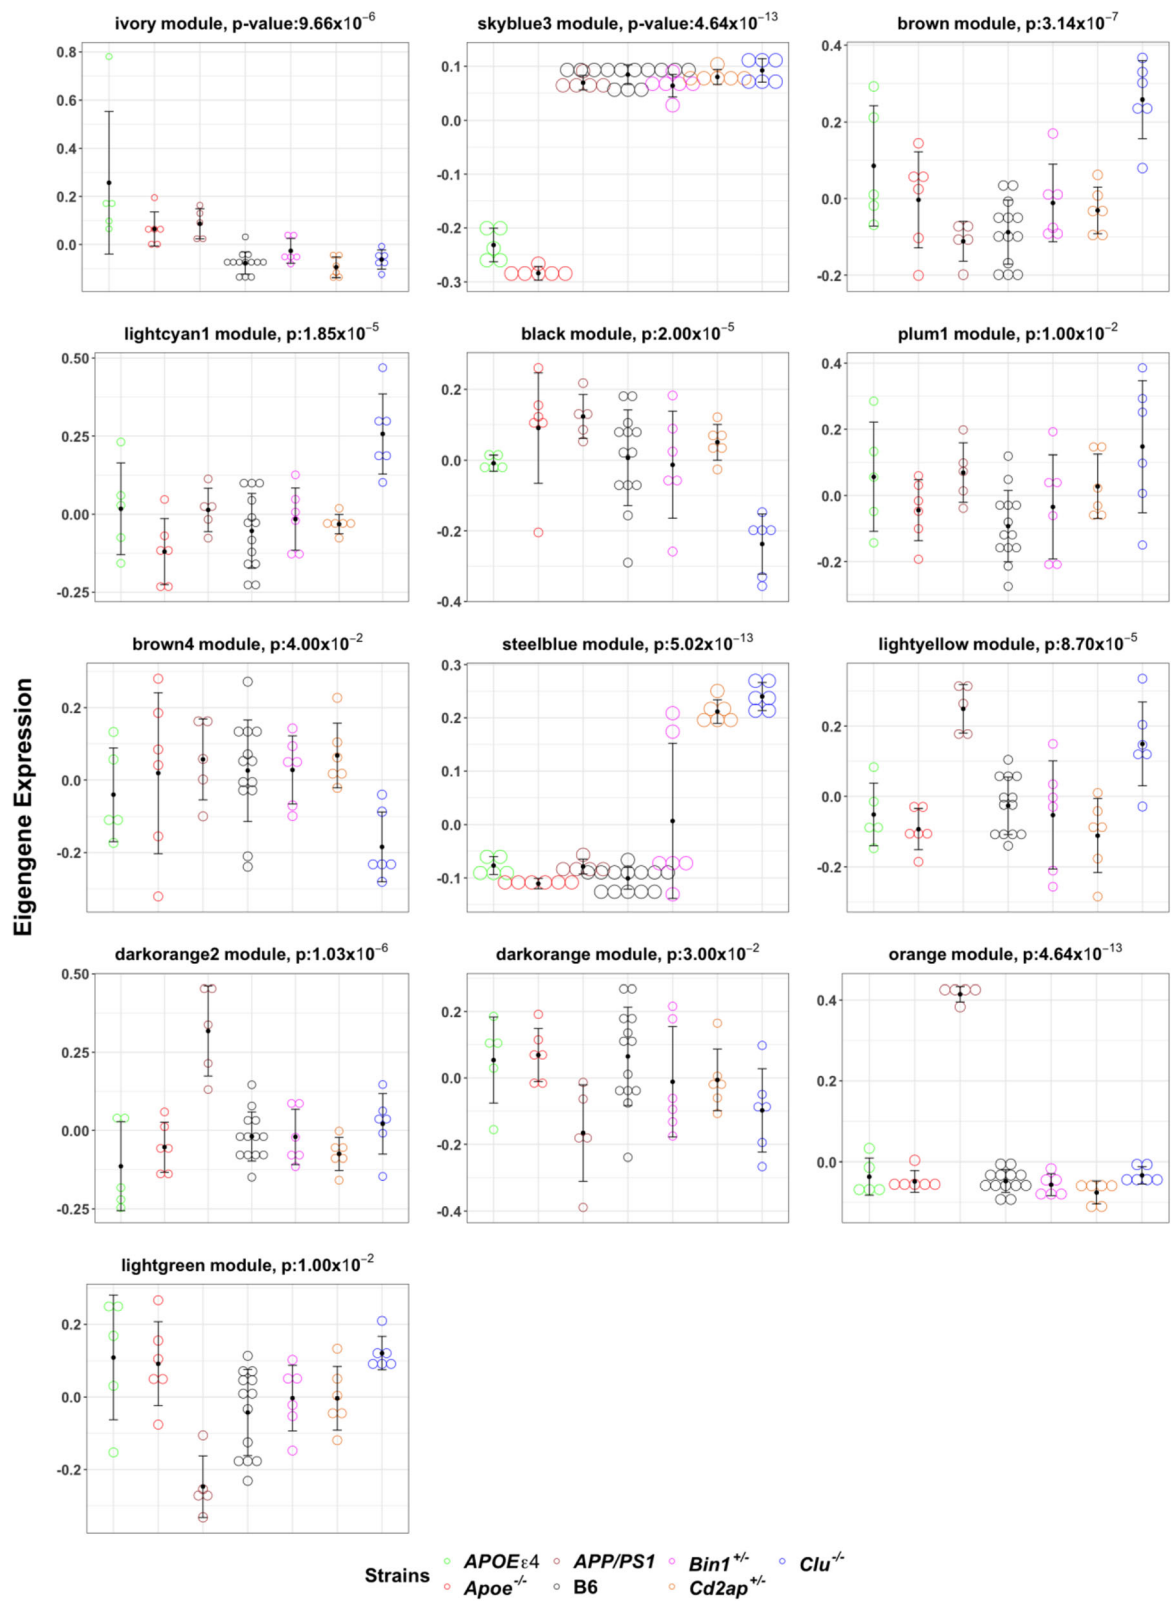 ivory module, p-value:9.66x10⁻⁶
0.8
0.6
0.4
0.2
0.0
skyblue3 module, p-value:4.64x10⁻¹³
0.1
0.0
-0.1
-0.2
-0.3
brown module, p:3.14x10⁻⁷
0.4
0.2
0.0
-0.2
lightcyan1 module, p:1.85x10⁻⁵
0.50
0.25
0.00
-0.25
black module, p:2.00x10⁻⁵
0.2
0.0
-0.2
-0.4
plum1 module, p:1.00x10⁻²
0.4
0.2
0.0
-0.2
Eigengene Expression
brown4 module, p:4.00x10⁻²
0.2
0.0
-0.2
steelblue module, p:5.02x10⁻¹³
0.3
0.2
0.1
0.0
-0.1
lightyellow module, p:8.70x10⁻⁵
0.2
0.0
-0.2
darkorange2 module, p:1.03x10⁻⁶
0.50
0.25
0.00
-0.25
darkorange module, p:3.00x10⁻²
0.2
0.0
-0.2
-0.4
orange module, p:4.64x10⁻¹³
0.4
0.2
0.0
lightgreen module, p:1.00x10⁻²
0.2
0.0
-0.2
Strains
APOEε4
APP/PS1
Bin1⁺/⁻
Clu⁻/⁻
Apoe⁻/⁻
B6
Cd2ap⁺/⁻